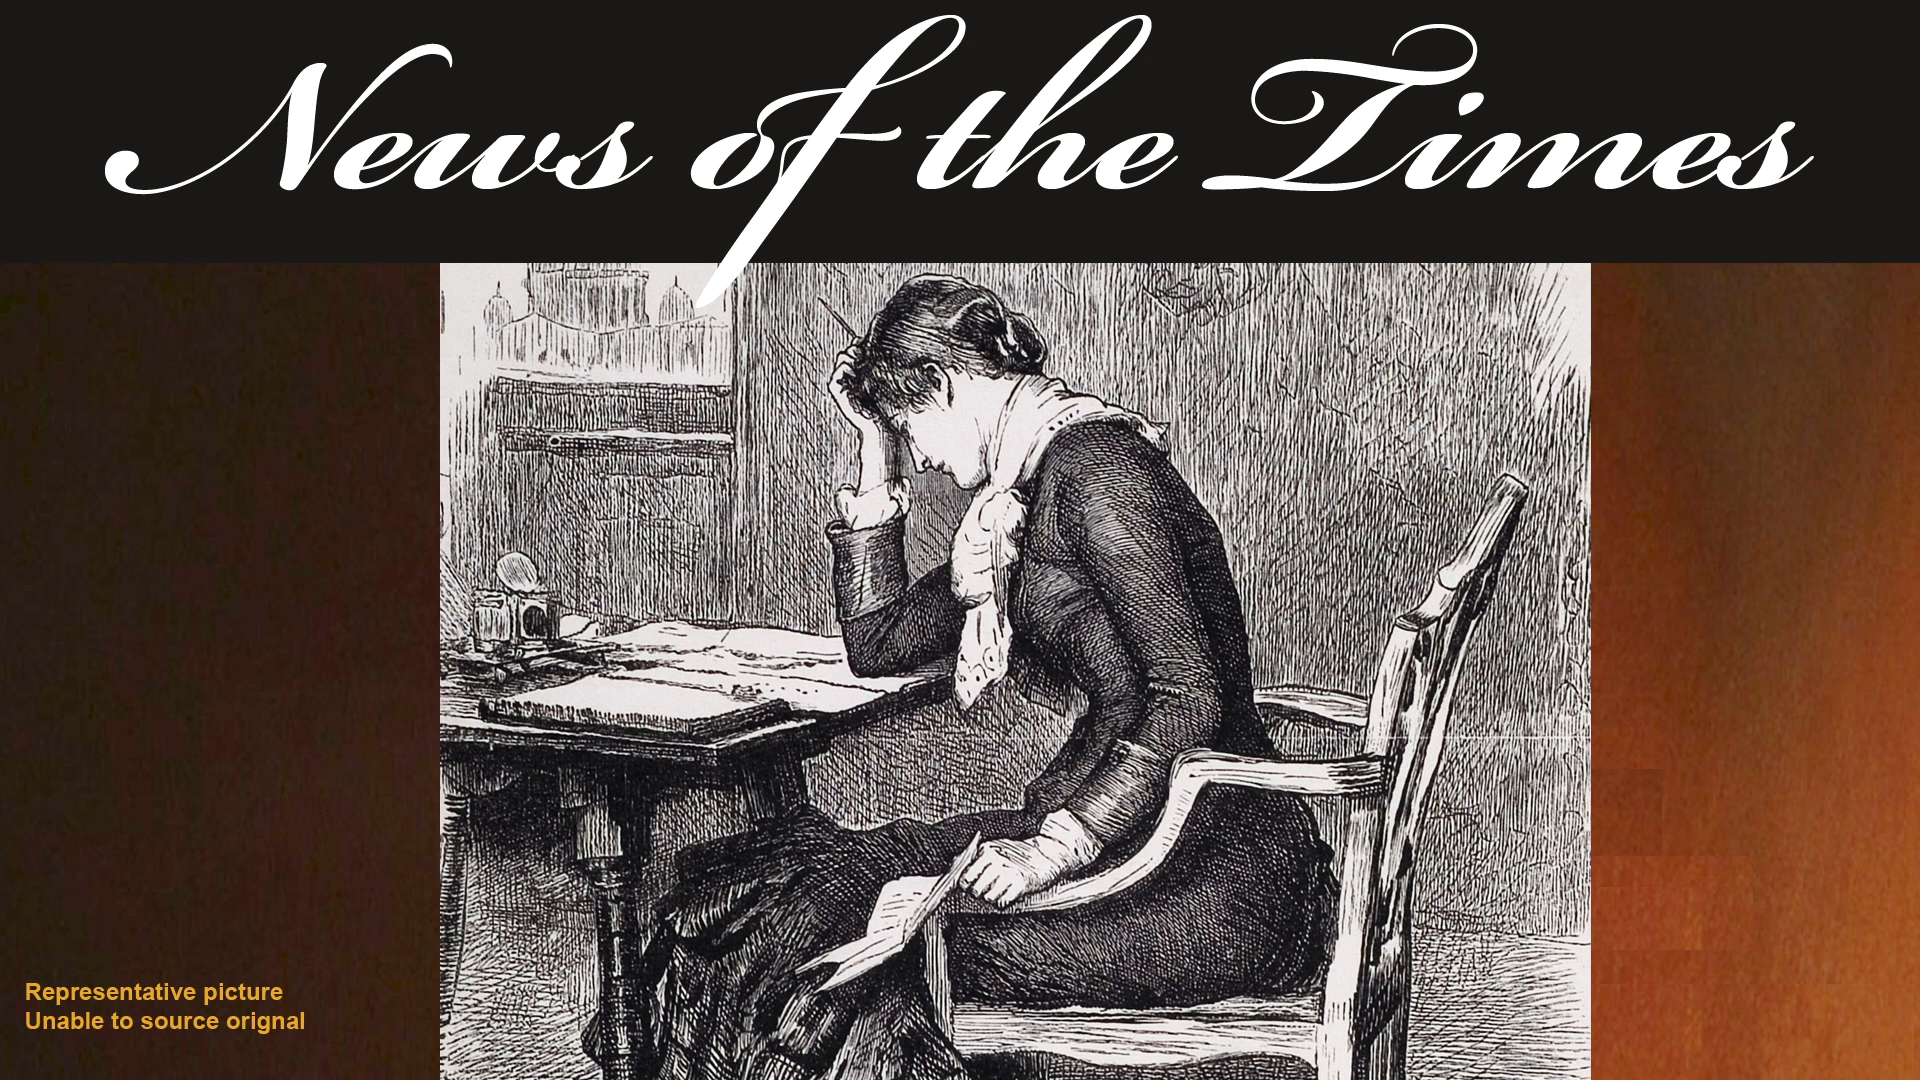 News of the Times
Representative picture
Unable to source orignal